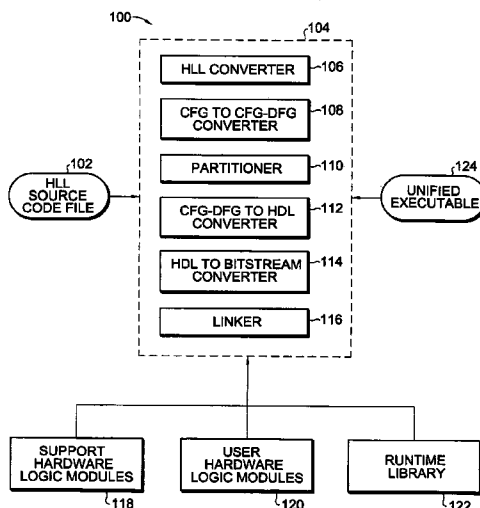 100
104
HLL CONVERTER
106
CFG TO CFG-DFG
CONVERTER
108
102
HLL
SOURCE
CODE FILE
PARTITIONER
110
124
UNIFIED
EXECUTABLE
CFG-DFG TO HDL
CONVERTER
112
HDL TO BITSTREAM
CONVERTER
114
LINKER
116
SUPPORT
HARDWARE
LOGIC MODULES
118
USER
HARDWARE
LOGIC MODULES
120
RUNTIME
LIBRARY
122